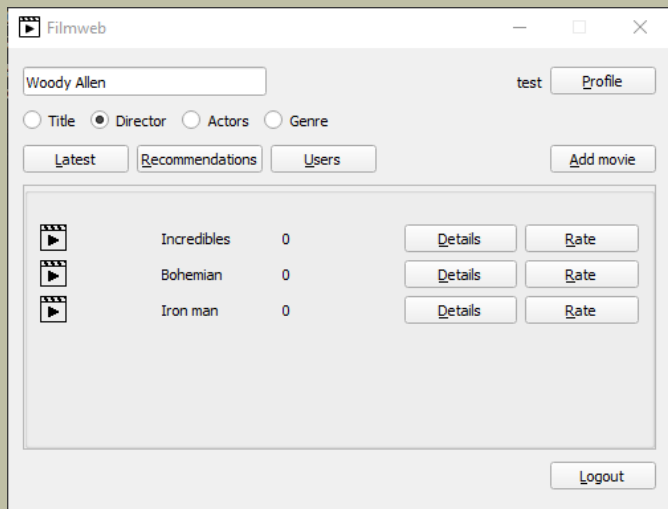 Filmweb
Woody Allen test Profile
Title Director Actors Genre
Latest Recommendations Users Add movie
Incredibles 0 Details Rate
Bohemian 0 Details Rate
Iron man 0 Details Rate
Logout